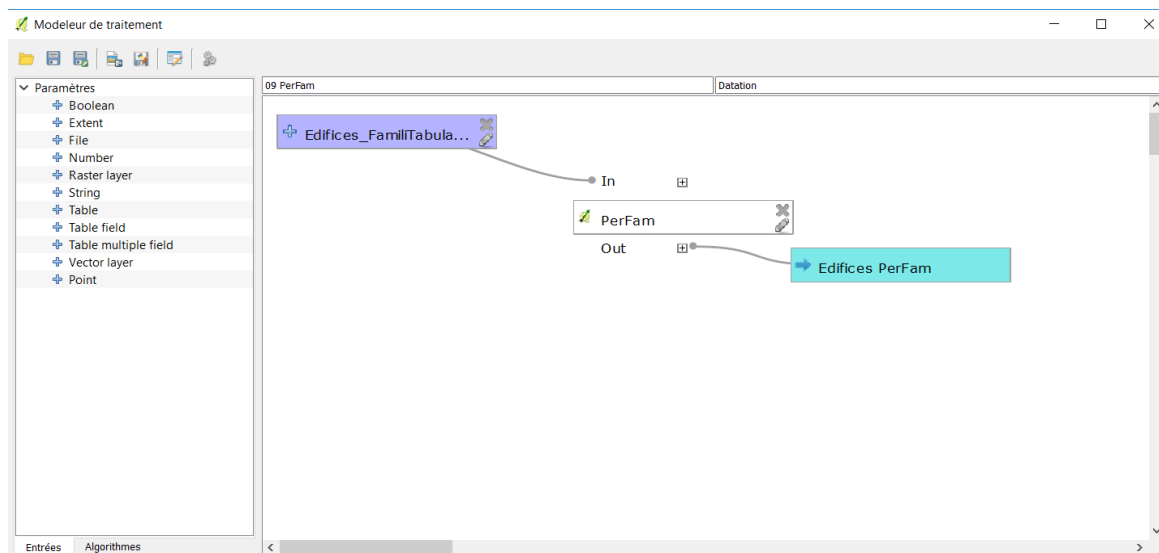 Modeleur de traitement
Paramètres
Boolean
Extent
File
Number
Raster layer
String
Table
Table field
Table multiple field
Vector layer
Point
Entrées Algorithmes
09 PerFam Datation
Edifices_FamiliTabula...
In
PerFam
Out
Edifices PerFam